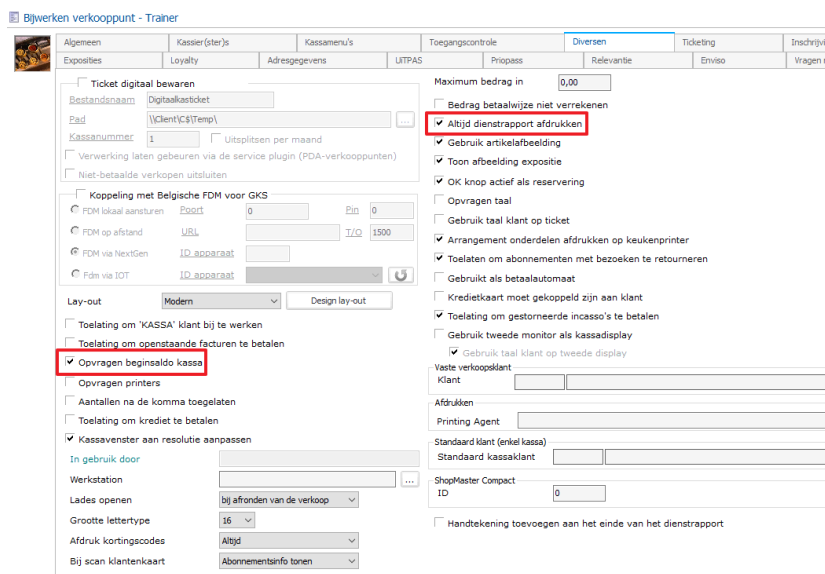 Bijwerken verkooppunt - Trainer
Algemeen Kassier(ster)s Kassamenu's Toegangscontrole Diversen Ticketing Inschrijvi
Exposities Loyalty Adresgegevens UiTPAS Priopass Relevantie Enviso Vragen
Ticket digitaal bewaren
Bestandsnaam Digitaalkasticket
Pad \\Client\C$\Temp\ ...
Kassanummer 1 Uitsplitsen per maand
Verwerking laten gebeuren via de service plugin (PDA-verkooppunten)
Niet-betaalde verkopen uitsluiten
Koppeling met Belgische FDM voor GKS
FDM lokaal aansturen Poort 0 Pin 0
FDM op afstand URL T/O 1500
FDM via NextGen ID apparaat
Fdm via IOT ID apparaat
Lay-out Modern Design lay-out
Toelating om 'KASSA' klant bij te werken
Toelating om openstaande facturen te betalen
Opvragen beginsaldo kassa
Opvragen printers
Aantallen na de komma toegelaten
Toelating om krediet te betalen
Kassavenster aan resolutie aanpassen
In gebruik door
Werkstation ...
Lades openen bij afronden van de verkoop
Grootte lettertype 16
Afdruk kortingscodes Altijd
Bij scan klantenkaart Abonnementsinfo tonen
Maximum bedrag in 0,00
Bedrag betaalwijze niet verrekenen
Altijd dienstrapport afdrukken
Gebruik artikelafbeelding
Toon afbeelding expositie
OK knop actief als reservering
Opvragen taal
Gebruik taal klant op ticket
Arrangement onderdelen afdrukken op keukenprinter
Toelaten om abonnementen met bezoeken te retourneren
Gebruikt als betaalautomaat
Kredietkaart moet gekoppeld zijn aan klant
Toelating om gestorneerde incasso's te betalen
Gebruik tweede monitor als kassadisplay
Gebruik taal klant op tweede display
Vaste verkoopsklant
Klant
Afdrukken
Printing Agent
Standaard klant (enkel kassa)
Standaard kassaklant
ShopMaster Compact
ID 0
Handtekening toevoegen aan het einde van het dienstrapport